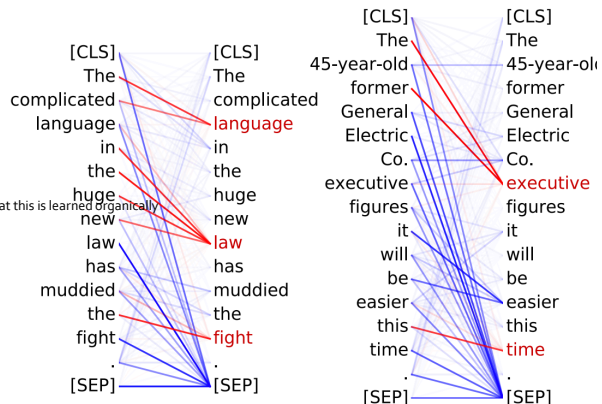 [CLS] [CLS]
The The
complicated complicated
language language
in in
the the
huge huge
at this is learned organically
new new
law law
has has
muddied muddied
the the
fight fight
. .
[SEP] [SEP]
[CLS] [CLS]
The The
45-year-old 45-year-old
former former
General General
Electric Electric
Co. Co.
executive executive
figures figures
it it
will will
be be
easier easier
this this
time time
. .
[SEP] [SEP]